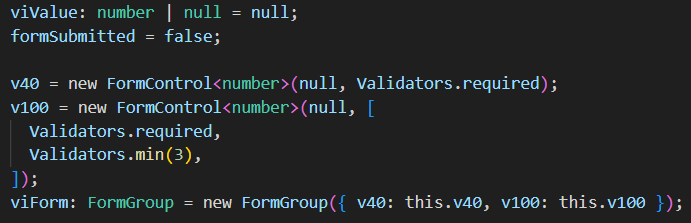 viValue: number | null = null;
formSubmitted = false;
v40 = new FormControl<number>(null, Validators.required);
v100 = new FormControl<number>(null, [
Validators.required,
Validators.min(3),
]);
viForm: FormGroup = new FormGroup({ v40: this.v40, v100: this.v100 });